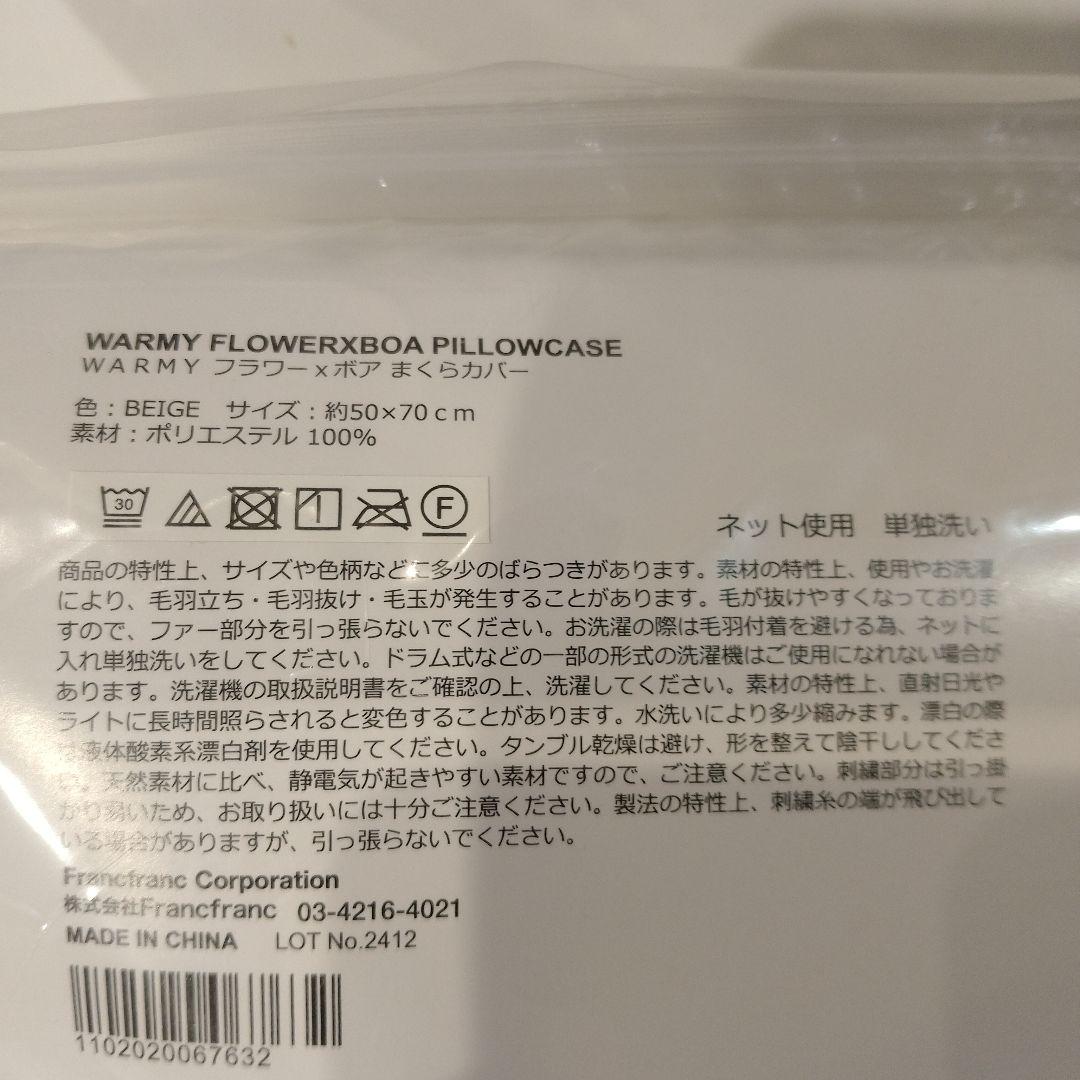 WARMY FLOWERXBOA PILLOWCASE
WARMY フラワーxボア まくらカバー
色：BEIGE サイズ：約50×70cm
素材：ポリエステル 100%
30 F
ネット使用 単独洗い
商品の特性上、サイズや色柄などに多少のばらつきがあります。素材の特性上、使用やお洗濯
により、毛羽立ち・毛羽抜け・毛玉が発生することがあります。毛が抜けやすくなっておりま
すので、ファー部分を引っ張らないでください。お洗濯の際は毛羽付着を避ける為、ネットに
入れ単独洗いをしてください。ドラム式などの一部の形式の洗濯機はご使用になれない場合が
あります。洗濯機の取扱説明書をご確認の上、洗濯してください。素材の特性上、直射日光や
ライトに長時間照らされると変色することがあります。水洗いにより多少縮みます。漂白の際
は液体酸素系漂白剤を使用してください。タンブル乾燥は避け、形を整えて陰干ししてくださ
い。天然素材に比べ、静電気が起きやすい素材ですので、ご注意ください。刺繍部分は引っ掛
かり易いため、お取り扱いには十分ご注意ください。製法の特性上、刺繍糸の端が飛び出して
いる場合がありますが、引っ張らないでください。
Francfranc Corporation
株式会社Francfranc 03-4216-4021
MADE IN CHINA LOT No.2412
1102020067632